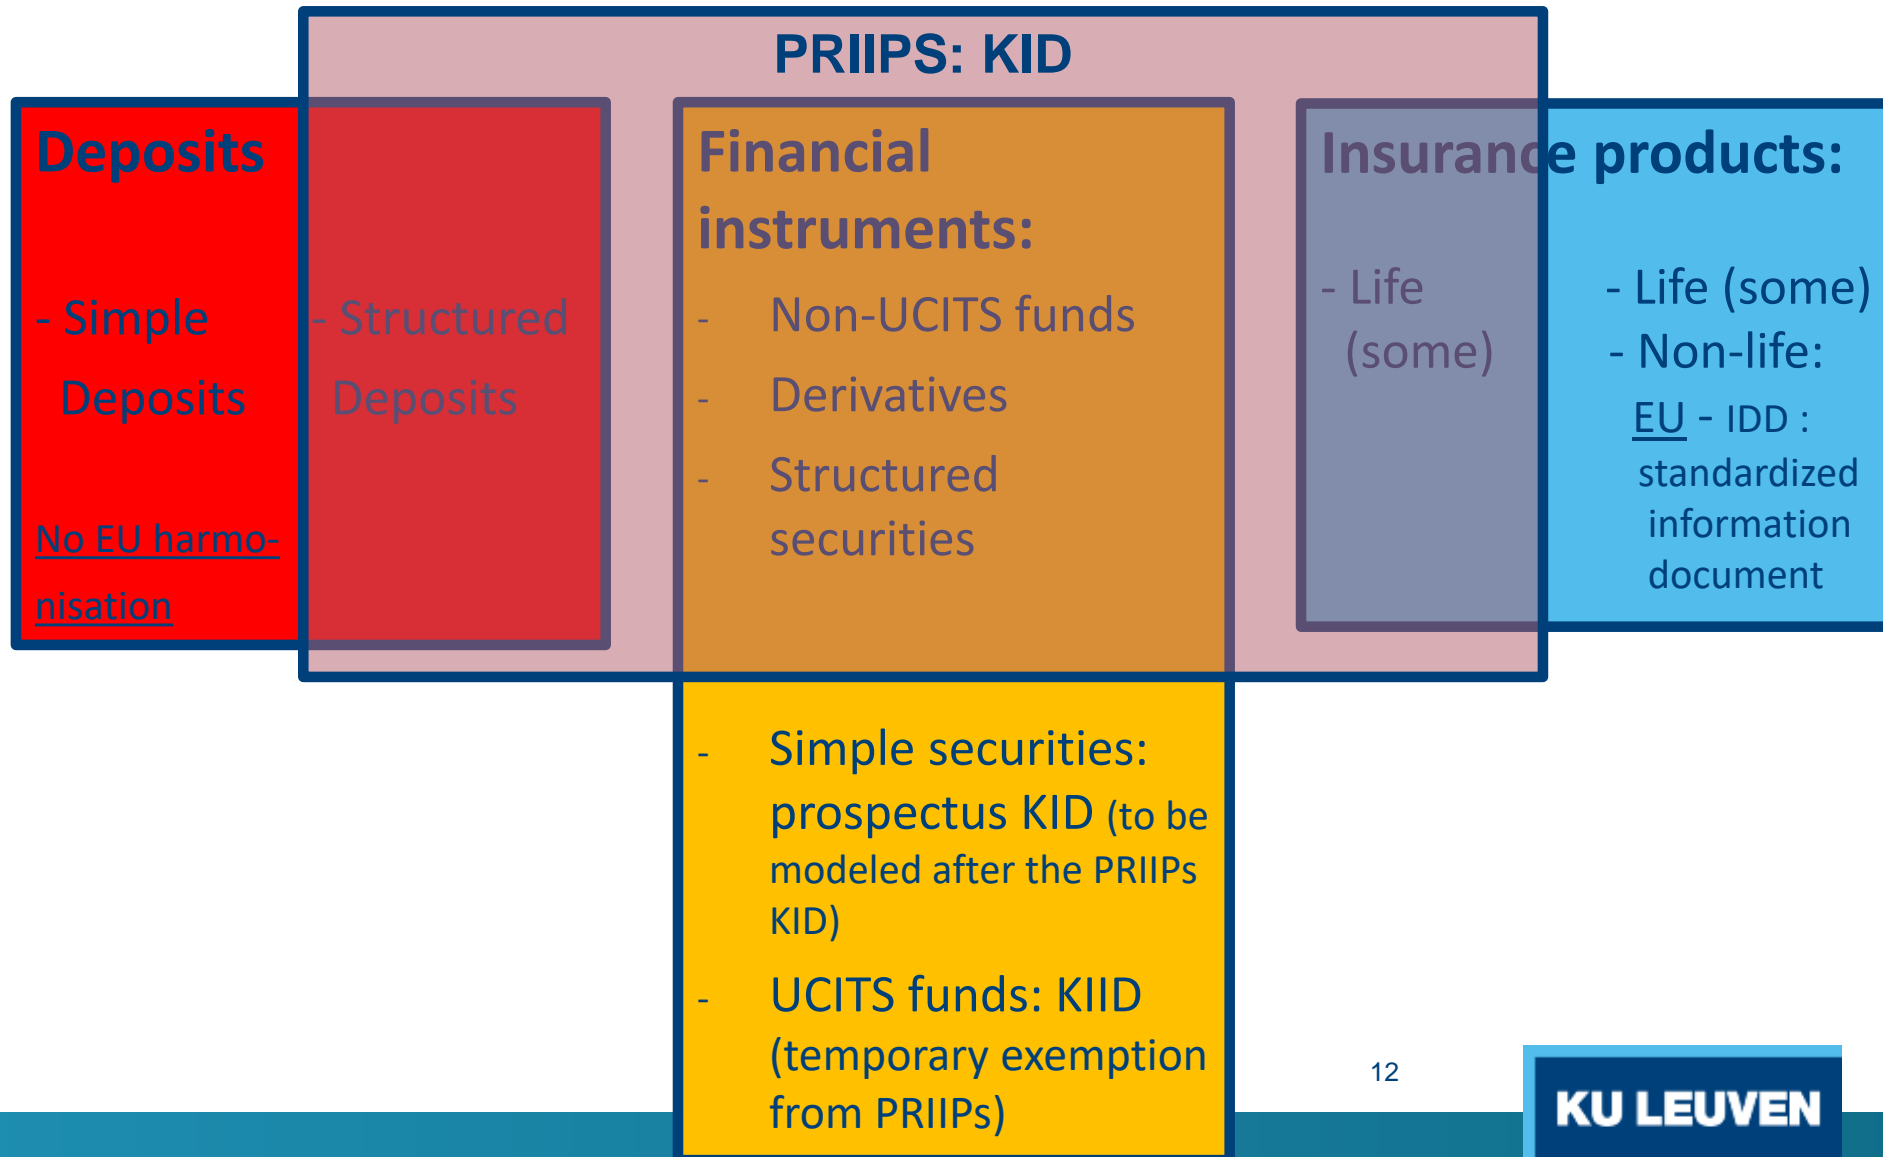 PRIIPS: KID
Deposits
- Simple
Deposits
No EU harmo-
nisation
- Structured
Deposits
Financial
instruments:
- Non-UCITS funds
- Derivatives
- Structured
securities
- Simple securities:
prospectus KID (to be
modeled after the PRIIPs
KID)
- UCITS funds: KIID
(temporary exemption
from PRIIPs)
Insurance products:
- Life
(some)
- Life (some)
- Non-life:
EU - IDD :
standardized
information
document
12
KU LEUVEN